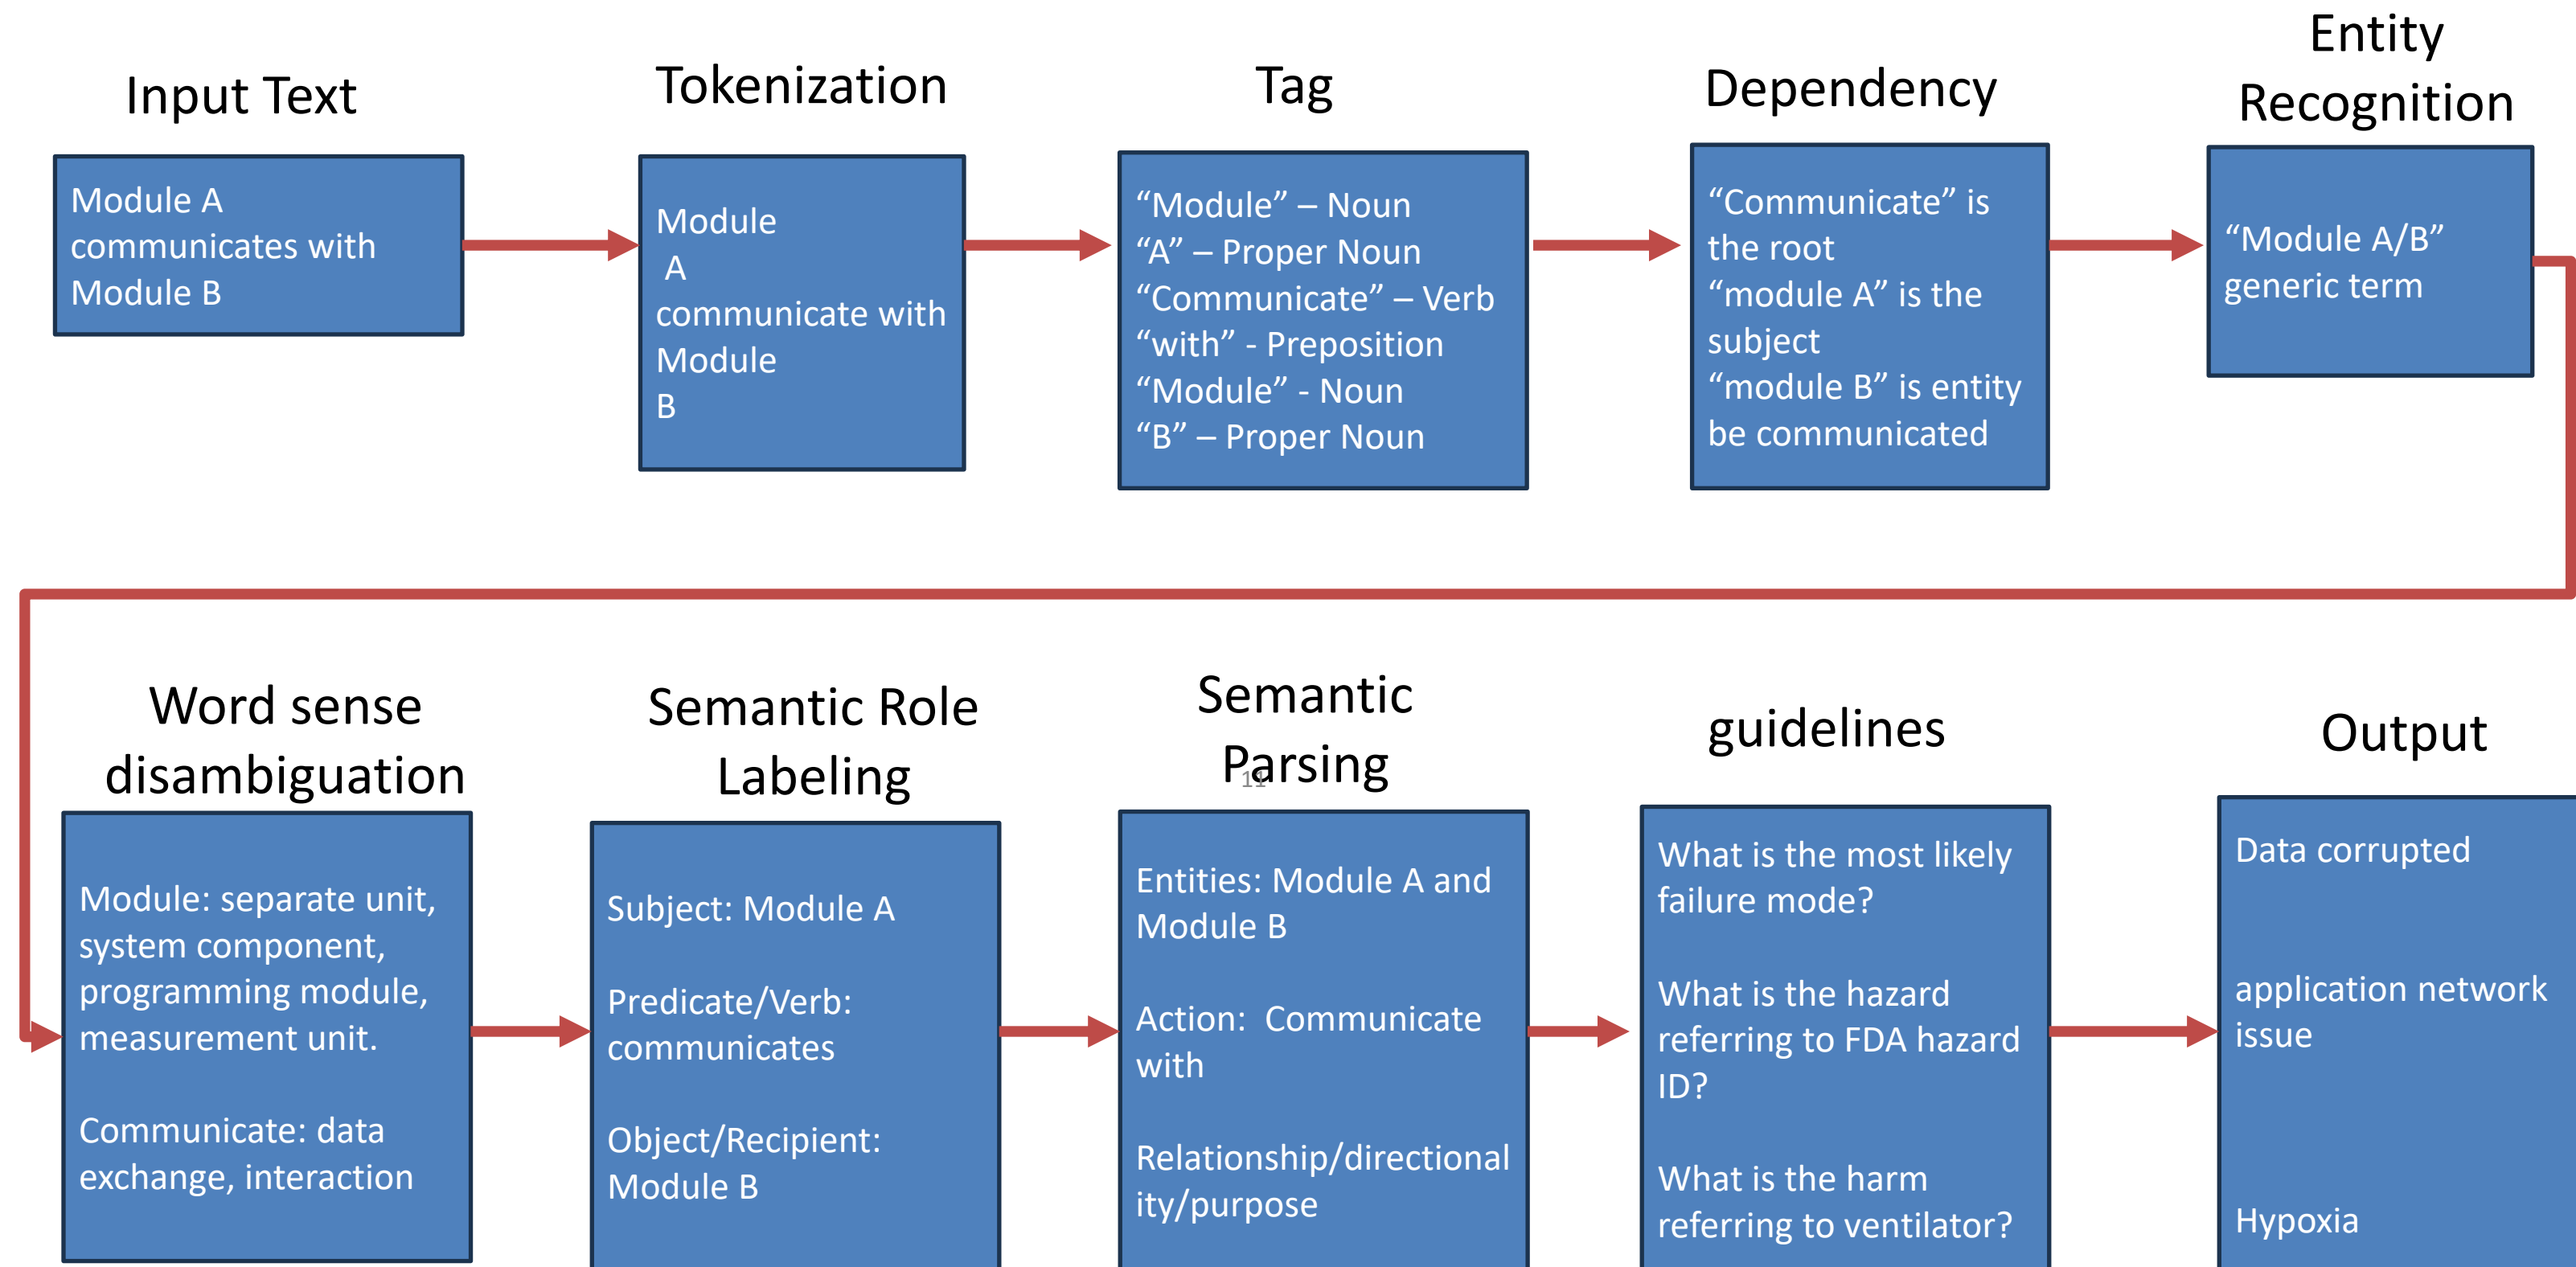 Input Text
Module A
communicates with
Module B
Tokenization
Module
A
communicate with
Module
B
Tag
“Module” – Noun
“A” – Proper Noun
“Communicate” – Verb
“with” - Preposition
“Module” - Noun
“B” – Proper Noun
Dependency
“Communicate” is
the root
“module A” is the
subject
“module B” is entity
be communicated
Entity
Recognition
“Module A/B”
generic term
Word sense
disambiguation
Module: separate unit,
system component,
programming module,
measurement unit.
Communicate: data
exchange, interaction
Semantic Role
Labeling
Subject: Module A
Predicate/Verb:
communicates
Object/Recipient:
Module B
Semantic
Parsing
11
Entities: Module A and
Module B
Action:  Communicate
with
Relationship/directional
ity/purpose
guidelines
What is the most likely
failure mode?
What is the hazard
referring to FDA hazard
ID?
What is the harm
referring to ventilator?
Output
Data corrupted
application network
issue
Hypoxia